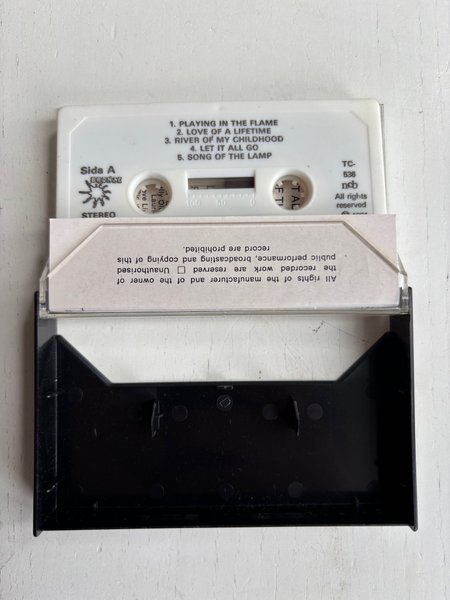 1. PLAYING IN THE FLAME
2. LOVE OF A LIFETIME
3. RIVER OF MY CHILDHOOD
4. LET IT ALL GO
5. SONG OF THE LAMP
Side A
BRONZE
STEREO
TC-
536
ncb
All rights
reserved
All rights of the manufacturer and of the owner of
the recorded work are reserved □ Unauthorised
public performance, broadcasting and copying of this
record are prohibited.